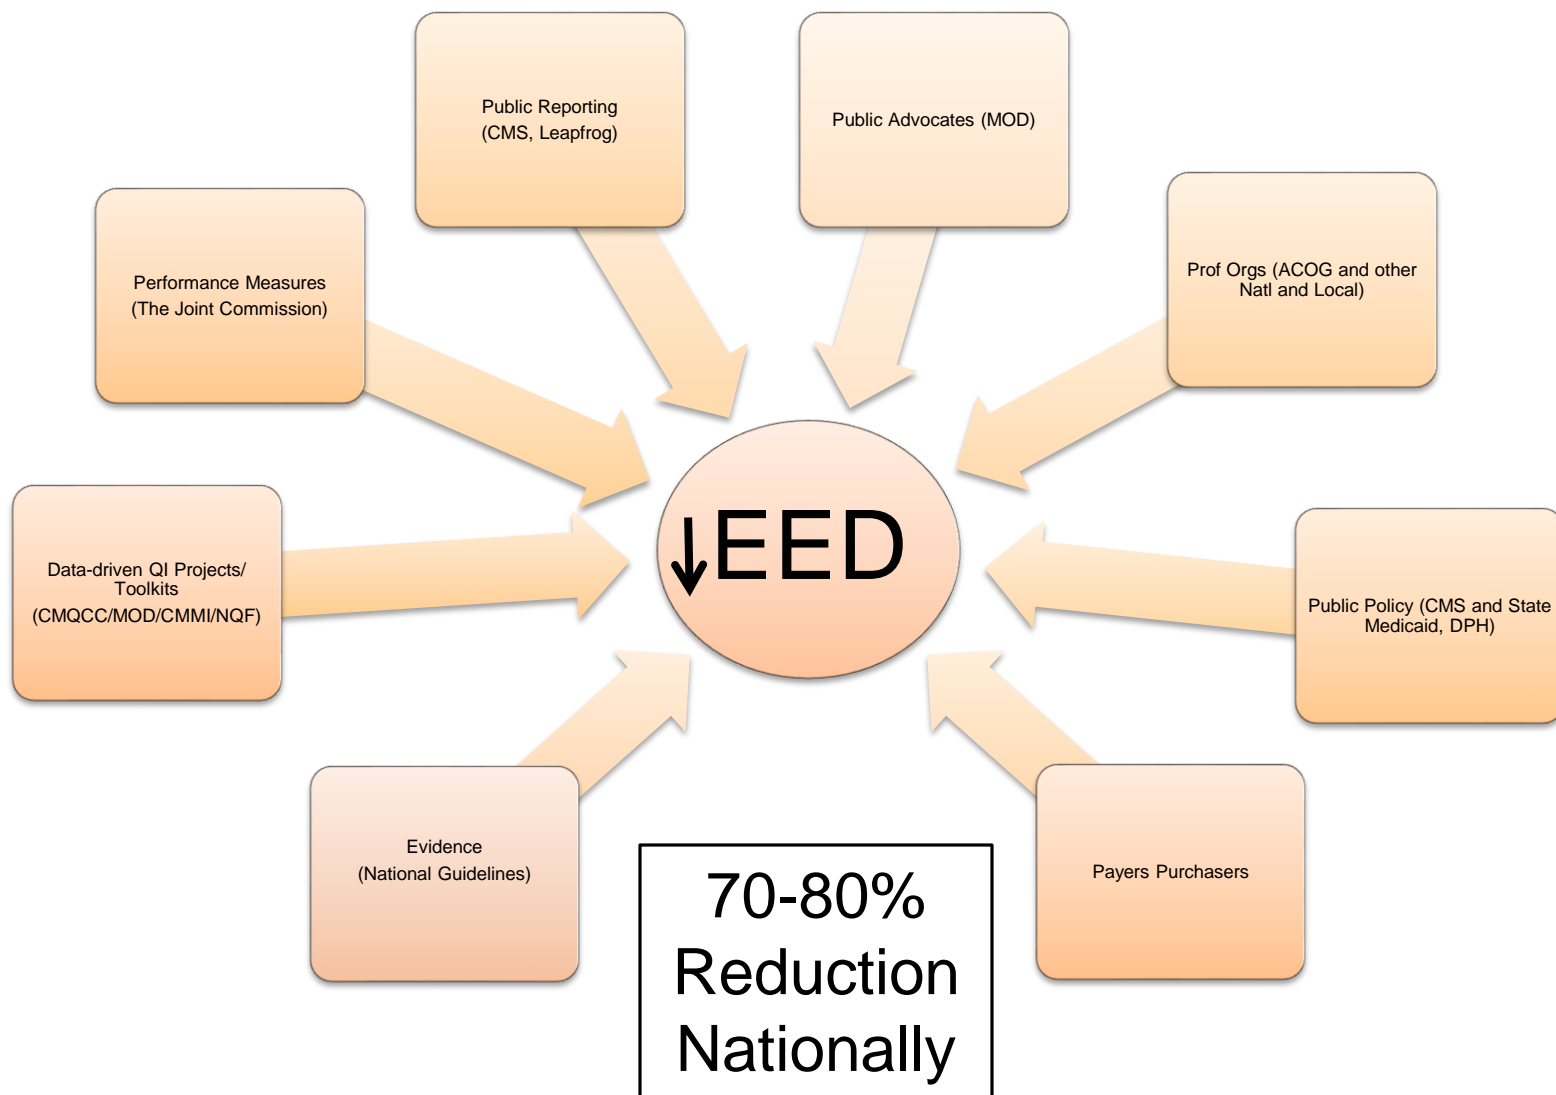 Public Reporting
(CMS, Leapfrog)
Public Advocates (MOD)
Performance Measures
(The Joint Commission)
Prof Orgs (ACOG and other
Natl and Local)
↓EED
Data-driven QI Projects/
Toolkits
(CMQCC/MOD/CMMI/NQF)
Public Policy (CMS and State
Medicaid, DPH)
Evidence
(National Guidelines)
Payers Purchasers
70-80%
Reduction
Nationally